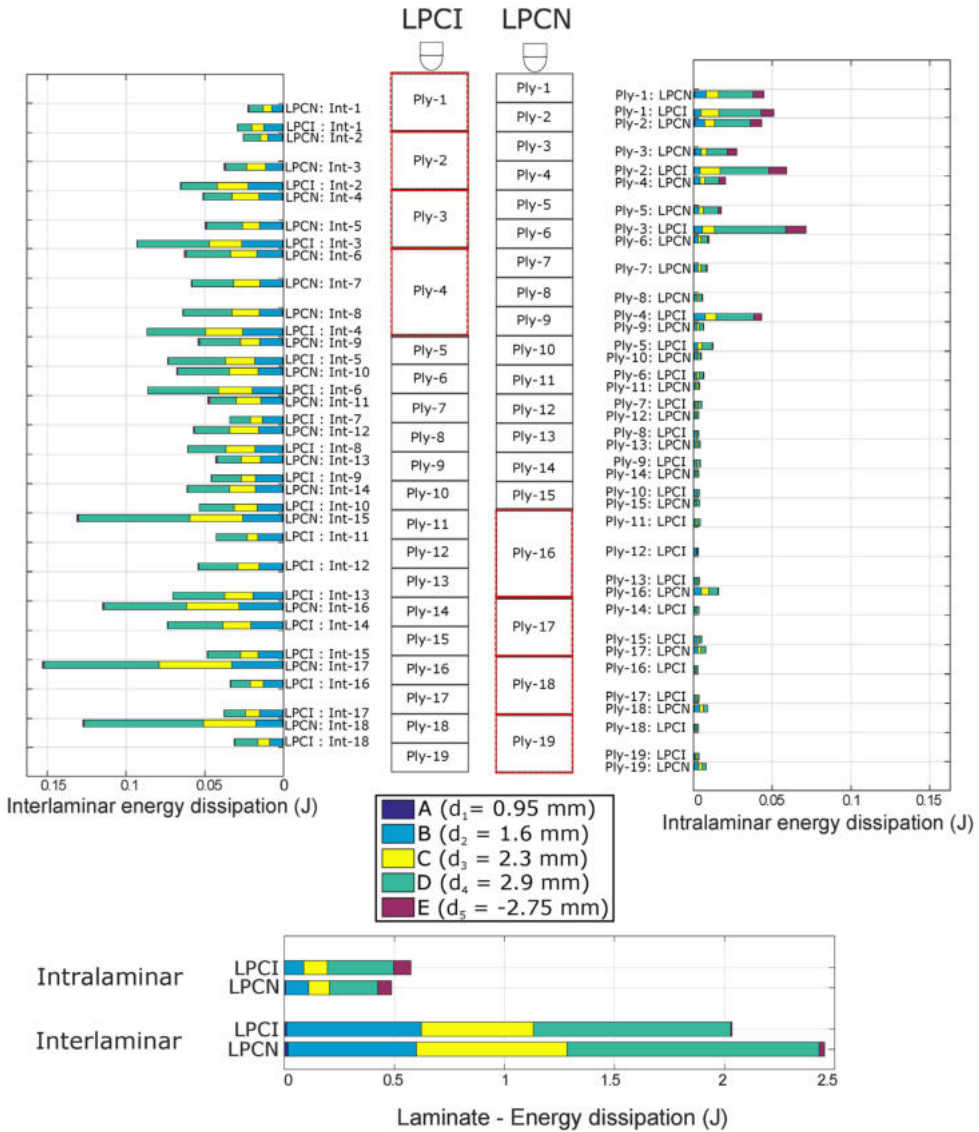 LPCI LPCN
LPCN: Int-1
LPCI : Int-1
LPCN: Int-2
LPCN: Int-3
LPCI : Int-2
LPCN: Int-4
LPCN: Int-5
LPCI : Int-3
LPCN: Int-6
LPCN: Int-7
LPCN: Int-8
LPCI : Int-4
LPCN: Int-9
LPCI : Int-5
LPCN: Int-10
LPCI : Int-6
LPCN: Int-11
LPCI : Int-7
LPCN: Int-12
LPCI : Int-8
LPCN: Int-13
LPCI : Int-9
LPCN: Int-14
LPCI : Int-10
LPCN: Int-15
LPCI : Int-11
LPCI : Int-12
LPCI : Int-13
LPCN: Int-16
LPCI : Int-14
LPCI : Int-15
LPCN: Int-17
LPCI : Int-16
LPCI : Int-17
LPCN: Int-18
LPCI : Int-18
0.15 0.1 0.05 0
Interlaminar energy dissipation (J)
Ply-1
Ply-2
Ply-3
Ply-4
Ply-5
Ply-6
Ply-7
Ply-8
Ply-9
Ply-10
Ply-11
Ply-12
Ply-13
Ply-14
Ply-15
Ply-16
Ply-17
Ply-18
Ply-19
Ply-1
Ply-2
Ply-3
Ply-4
Ply-5
Ply-6
Ply-7
Ply-8
Ply-9
Ply-10
Ply-11
Ply-12
Ply-13
Ply-14
Ply-15
Ply-16
Ply-17
Ply-18
Ply-19
Ply-1: LPCN
Ply-1: LPCI
Ply-2: LPCN
Ply-3: LPCN
Ply-2: LPCI
Ply-4: LPCN
Ply-5: LPCN
Ply-3: LPCI
Ply-6: LPCN
Ply-7: LPCN
Ply-8: LPCN
Ply-4: LPCI
Ply-9: LPCN
Ply-5: LPCI
Ply-10: LPCN
Ply-6: LPCI
Ply-11: LPCN
Ply-7: LPCI
Ply-12: LPCN
Ply-8: LPCI
Ply-13: LPCN
Ply-9: LPCI
Ply-14: LPCN
Ply-10: LPCI
Ply-15: LPCN
Ply-11: LPCI
Ply-12: LPCI
Ply-13: LPCI
Ply-16: LPCN
Ply-14: LPCI
Ply-15: LPCI
Ply-17: LPCN
Ply-16: LPCI
Ply-17: LPCI
Ply-18: LPCN
Ply-18: LPCI
Ply-19: LPCI
Ply-19: LPCN
0 0.05 0.1 0.15
Intralaminar energy dissipation (J)
A (d₁= 0.95 mm)
B (d₂ = 1.6 mm)
C (d₃ = 2.3 mm)
D (d₄ = 2.9 mm)
E (d₅ = -2.75 mm)
Intralaminar
LPCI
LPCN
Interlaminar
LPCI
LPCN
0 0.5 1 1.5 2 2.5
Laminate - Energy dissipation (J)